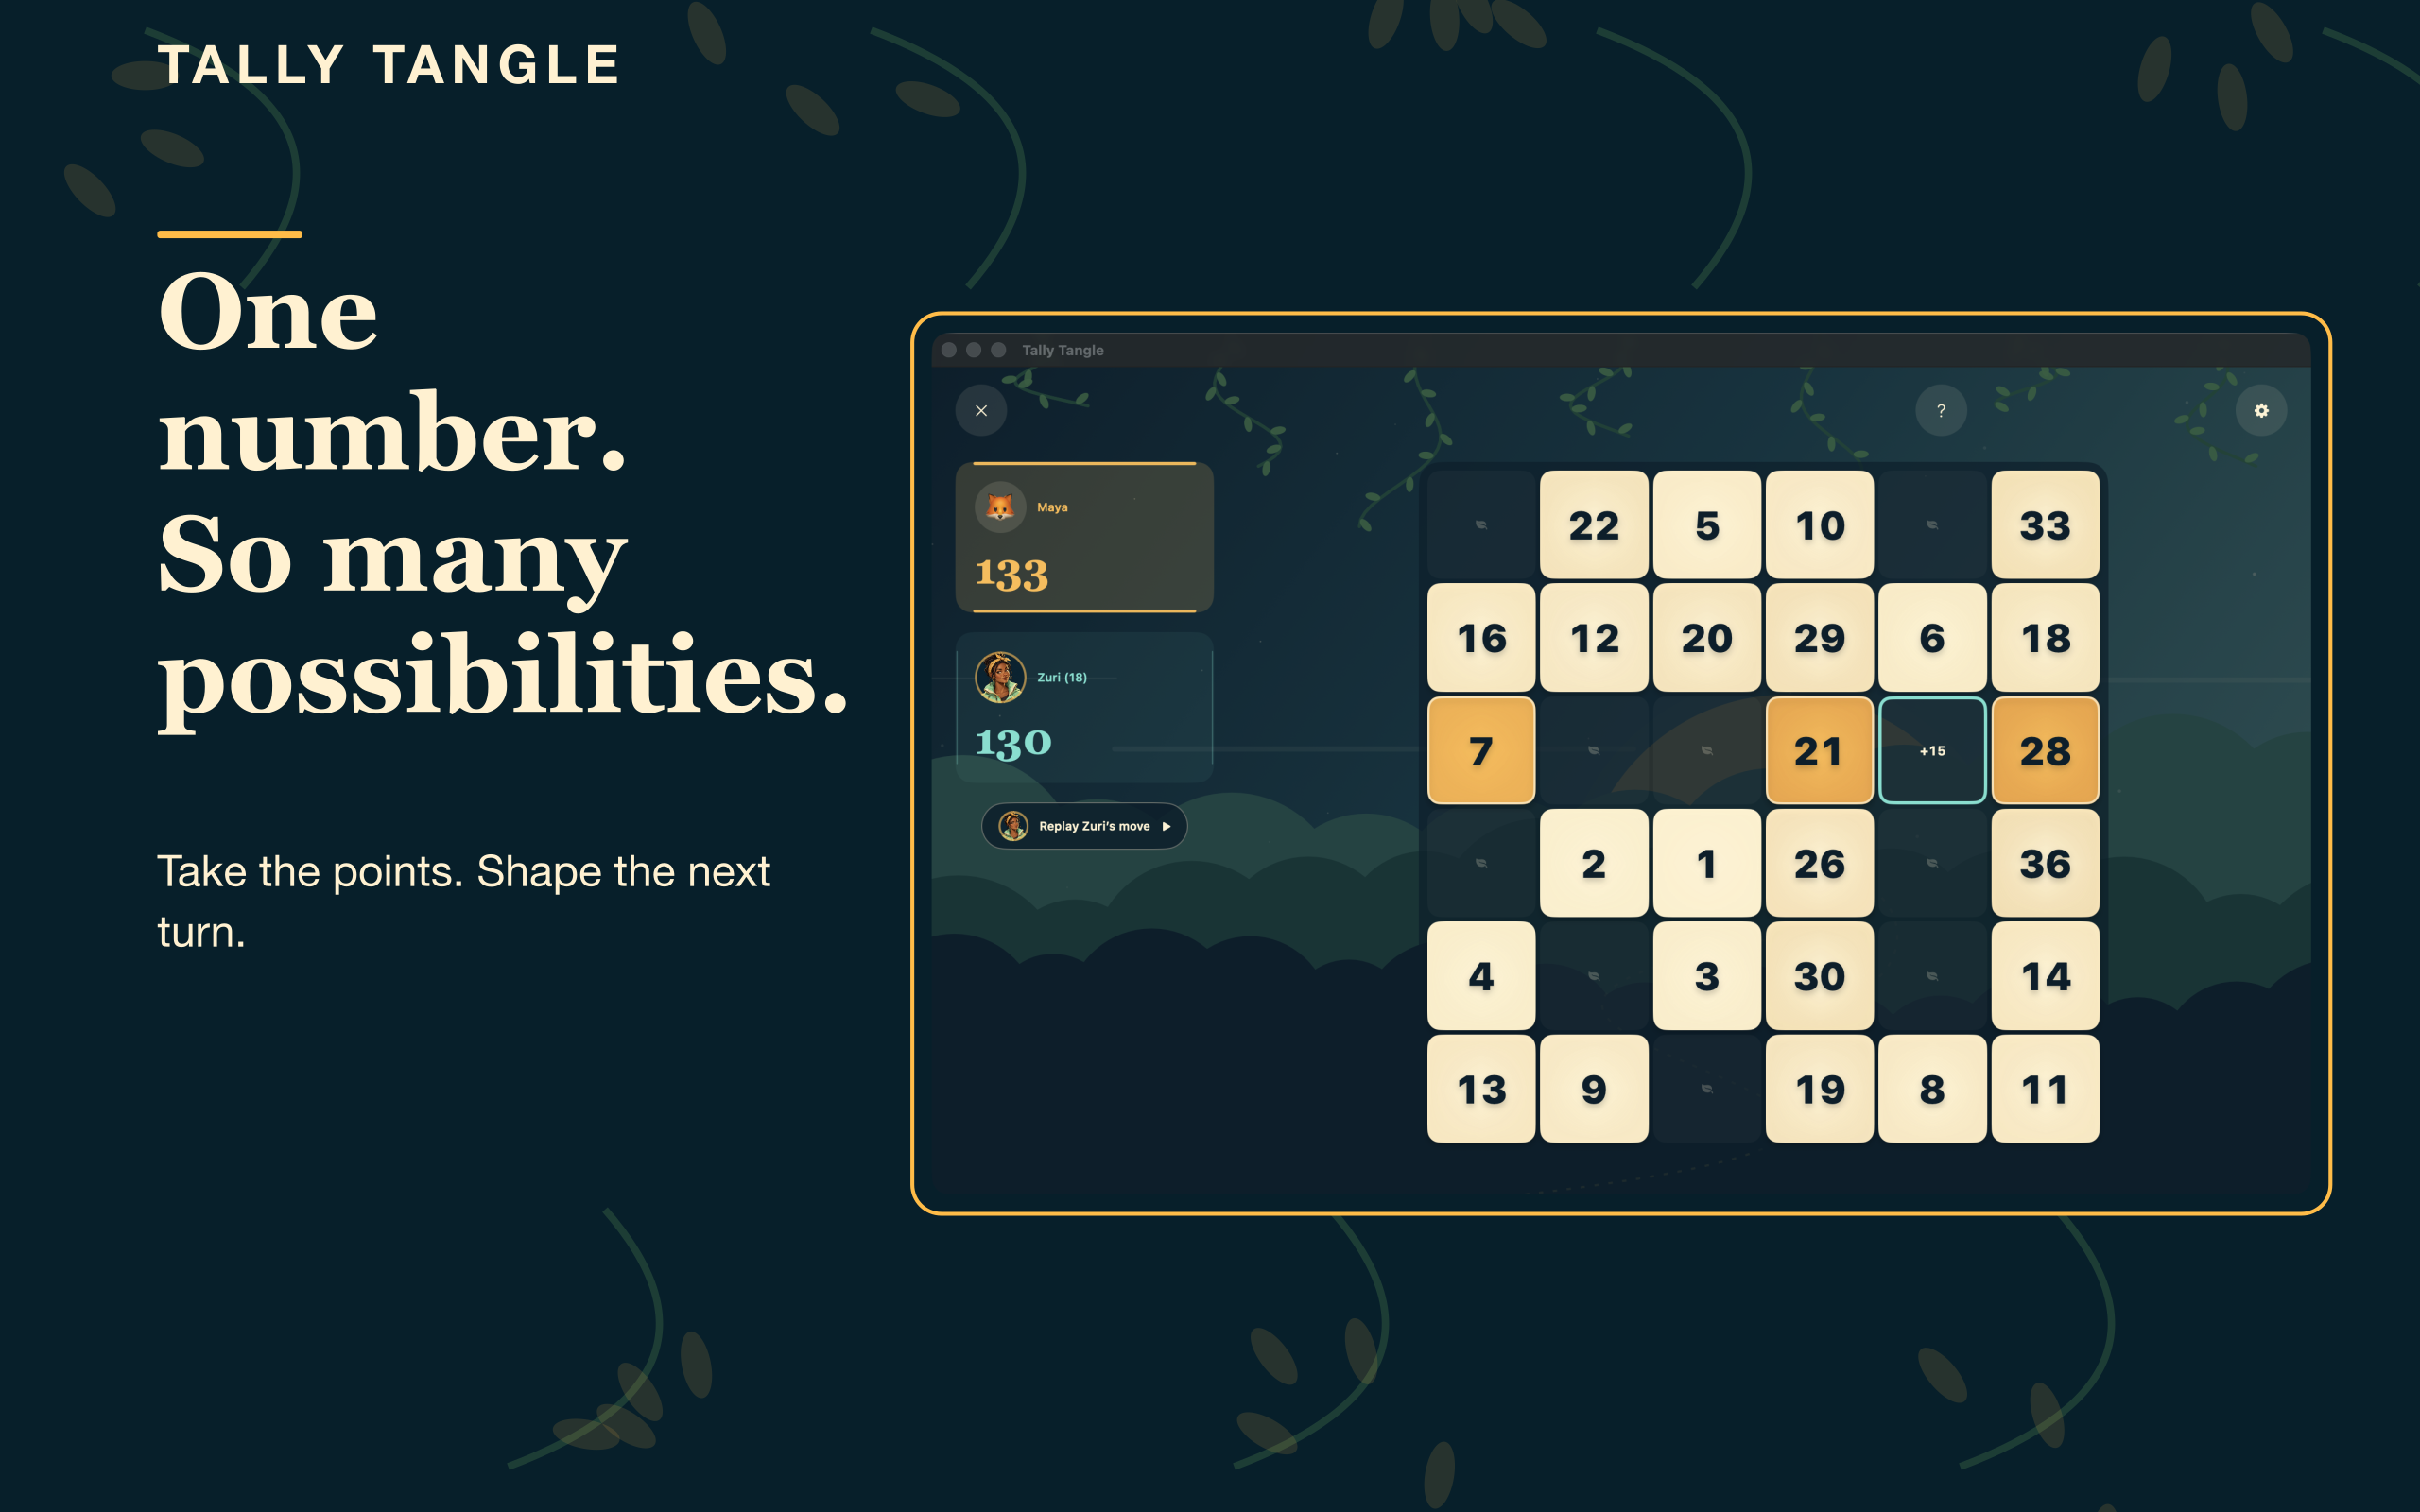 TALLY TANGLE
One
number.
So many
possibilities.
Take the points. Shape the next
turn.
Tally Tangle
?
Maya
133
Zuri (18)
130
Replay Zuri's move
22 5 10 33
16 12 20 29 6 18
7 21 +15 28
2 1 26 36
4 3 30 14
13 9 19 8 11